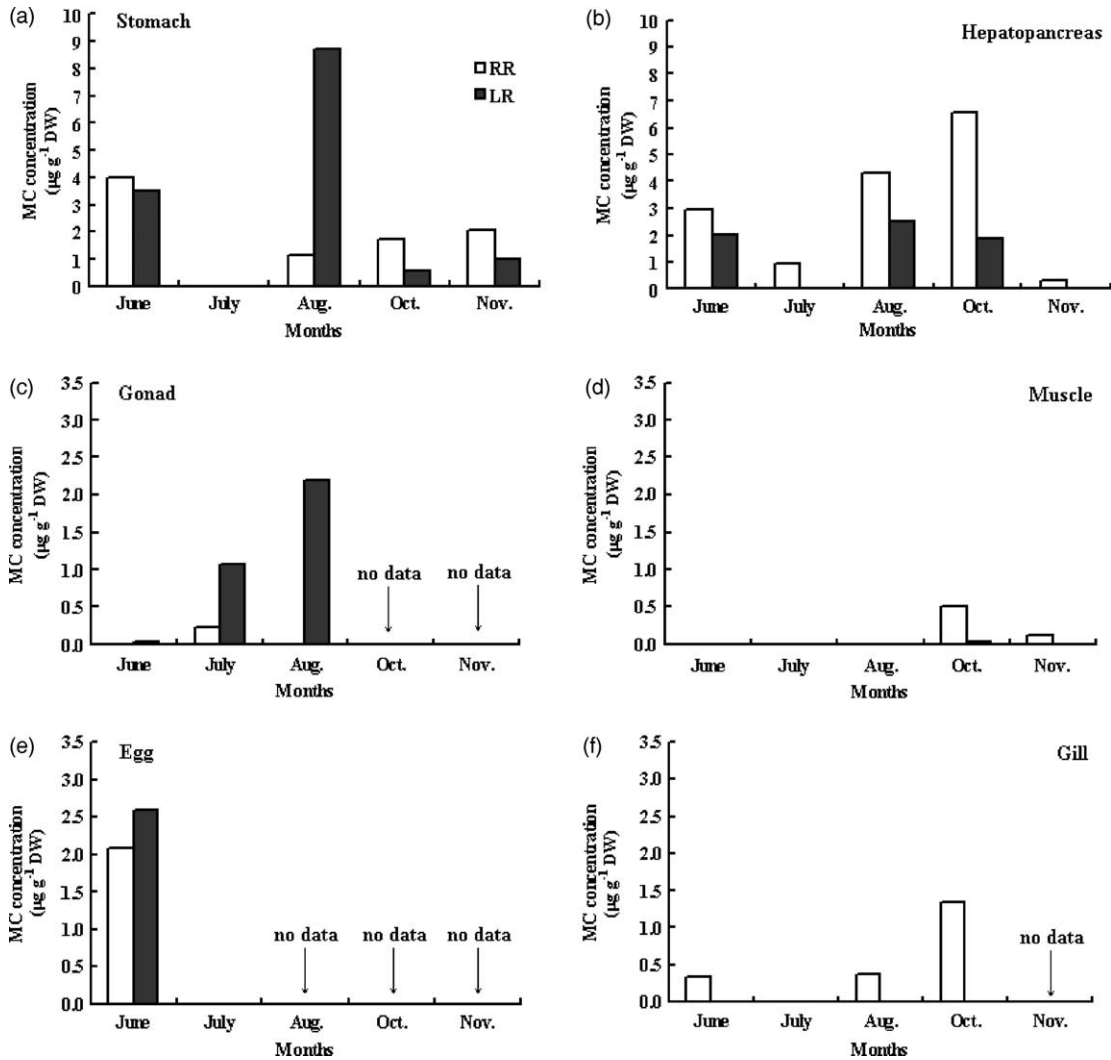 (a)
Stomach
10
9
8
7
6
5
4
3
2
1
0
MC concentration
(µg g-1 DW)
RR
LR
June July Aug. Oct. Nov.
Months
(b)
Hepatopancreas
10
9
8
7
6
5
4
3
2
1
0
MC concentration
(µg g-1 DW)
June July Aug. Oct. Nov.
Months
(c)
Gonad
3.5
3.0
2.5
2.0
1.5
1.0
0.5
0.0
MC concentration
(µg g-1 DW)
no data no data
June July Aug. Oct. Nov.
Months
(d)
Muscle
3.5
3.0
2.5
2.0
1.5
1.0
0.5
0.0
MC concentration
(µg g-1 DW)
June July Aug. Oct. Nov.
Months
(e)
Egg
3.5
3.0
2.5
2.0
1.5
1.0
0.5
0.0
MC concentration
(µg g-1 DW)
no data no data no data
June July Aug. Oct. Nov.
Months
(f)
Gill
3.5
3.0
2.5
2.0
1.5
1.0
0.5
0.0
MC concentration
(µg g-1 DW)
no data
June July Aug. Oct. Nov.
Months